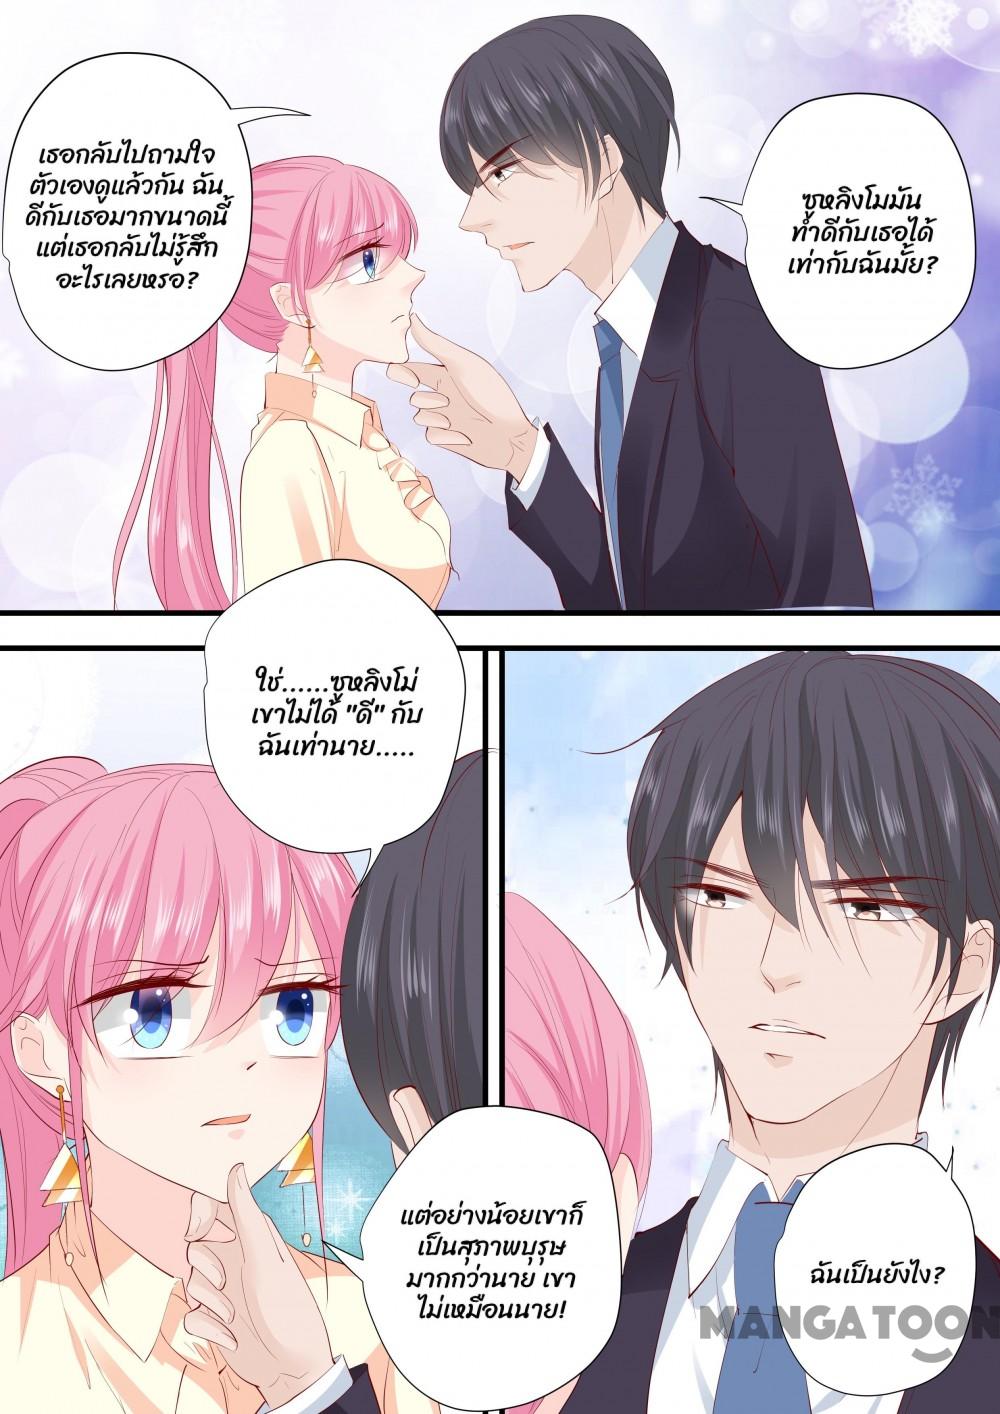 เธอกลับไปถามใจ
ตัวเองดูแล้วกัน ฉัน
ดีกับเธอมากขนาดนี้
แต่เธอกลับไม่รู้สึก
อะไรเลยหรอ?
ซูหลิงโมมัน
ทำดีกับเธอได้
เท่ากับฉันมั้ย?
ใช่......ซูหลิงโม่
เขาไม่ได้ "ดี" กับ
ฉันเท่านาย.....
แต่อย่างน้อยเขาก็
เป็นสุภาพบุรุษ
มากกว่านาย เขา
ไม่เหมือนนาย!
ฉันเป็นยังไง?
MANGATOON